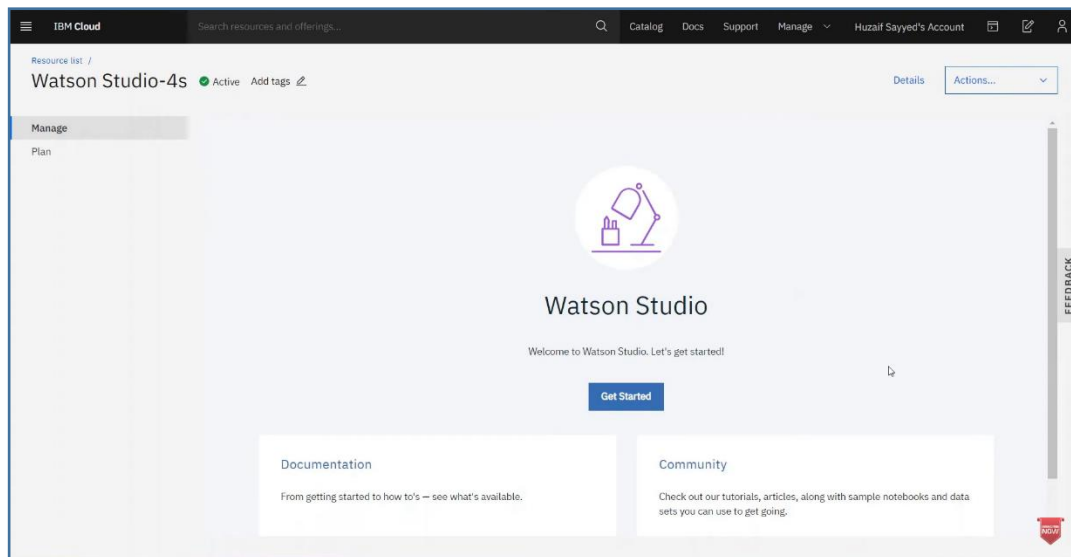 IBM Cloud
Search resources and offerings...
Catalog
Docs
Support
Manage
Huzaif Sayyed's Account
Resource list /
Watson Studio-4s
Active
Add tags
Details
Actions...
Manage
Plan
FEEDBACK
Watson Studio
Welcome to Watson Studio. Let's get started!
Get Started
Documentation
From getting started to how to's — see what's available.
Community
Check out our tutorials, articles, along with sample notebooks and data
sets you can use to get going.
NOW